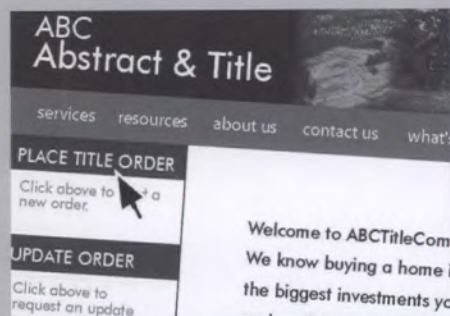 ABC
Abstract & Title
services resources about us contact us
PLACE TITLE ORDER
Click above to a
new order.
UPDATE ORDER
Click above to
request an update
Welcome to
We know buying a home
the biggest investments